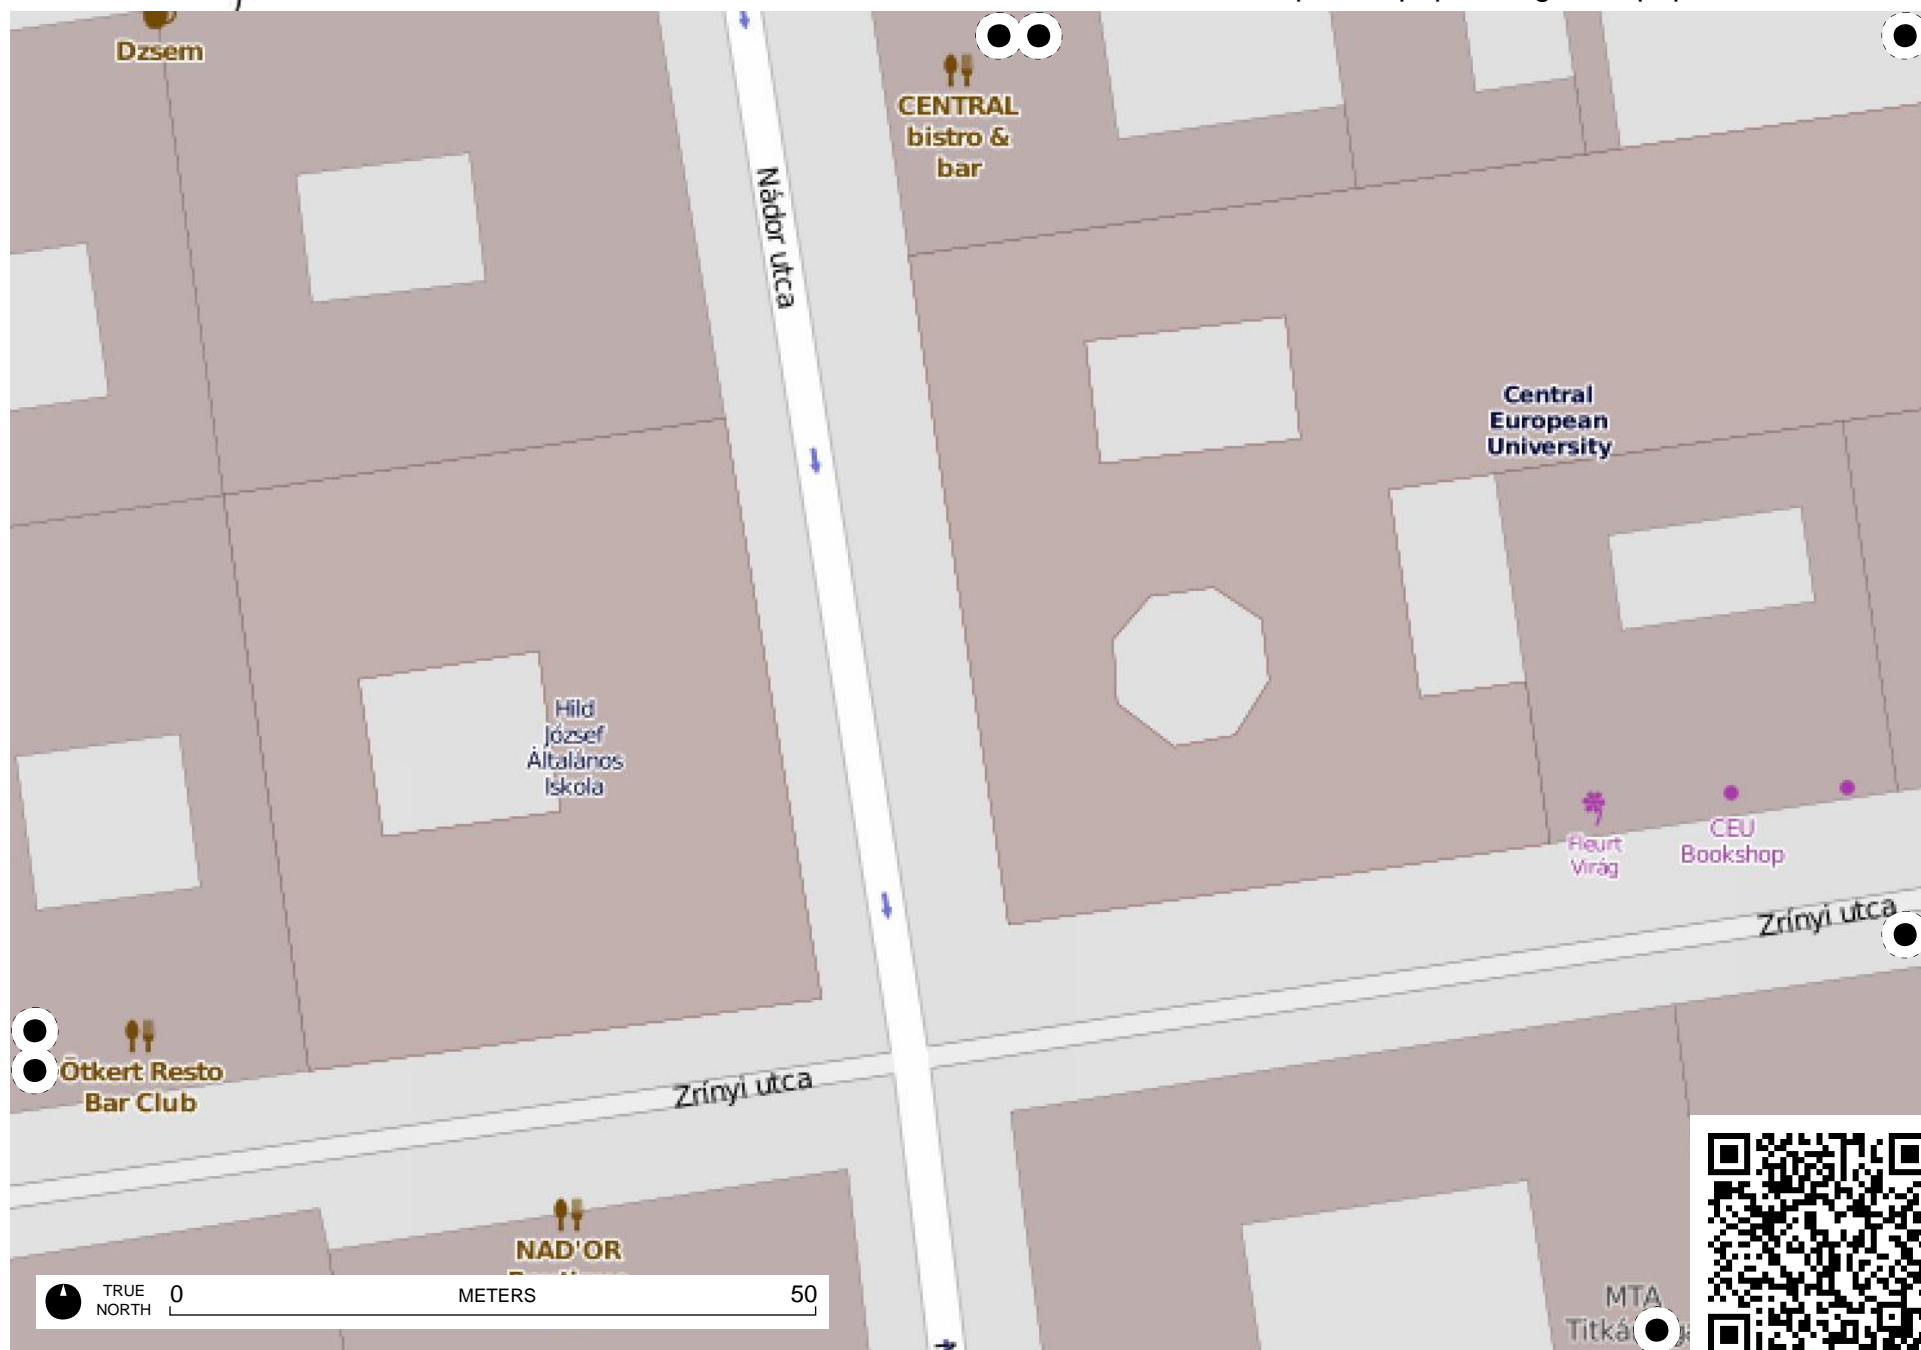 Dzsem
CENTRAL
bistro &
bar
Nádor utca
Central
European
University
Hild
József
Általános
Iskola
Fleurt
Virág
CEU
Bookshop
Zrínyi utca
Ötkert Resto
Bar Club
Zrínyi utca
NAD'OR
TRUE
NORTH
0 METERS 50
MTA